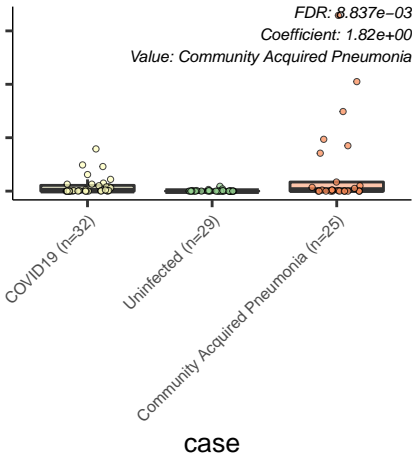 FDR: 8.837e−03
Coefficient: 1.82e+00
Value: Community Acquired Pneumonia
COVID19 (n=32)
Uninfected (n=29)
Community Acquired Pneumonia (n=25)
case